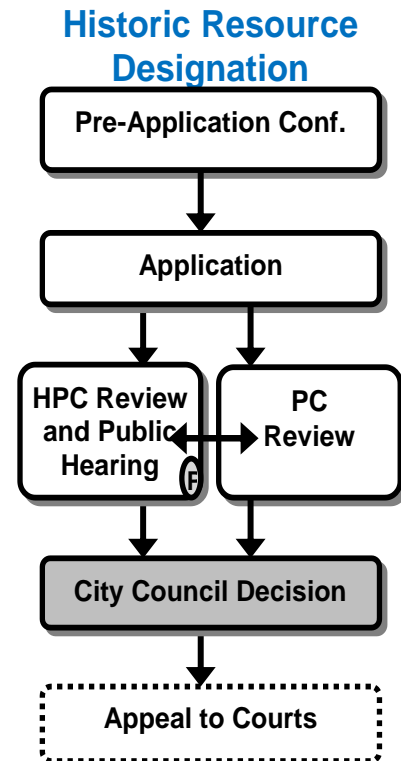 Historic Resource
Designation
Pre-Application Conf.
Application
HPC Review
and Public
Hearing
PC
Review
City Council Decision
Appeal to Courts